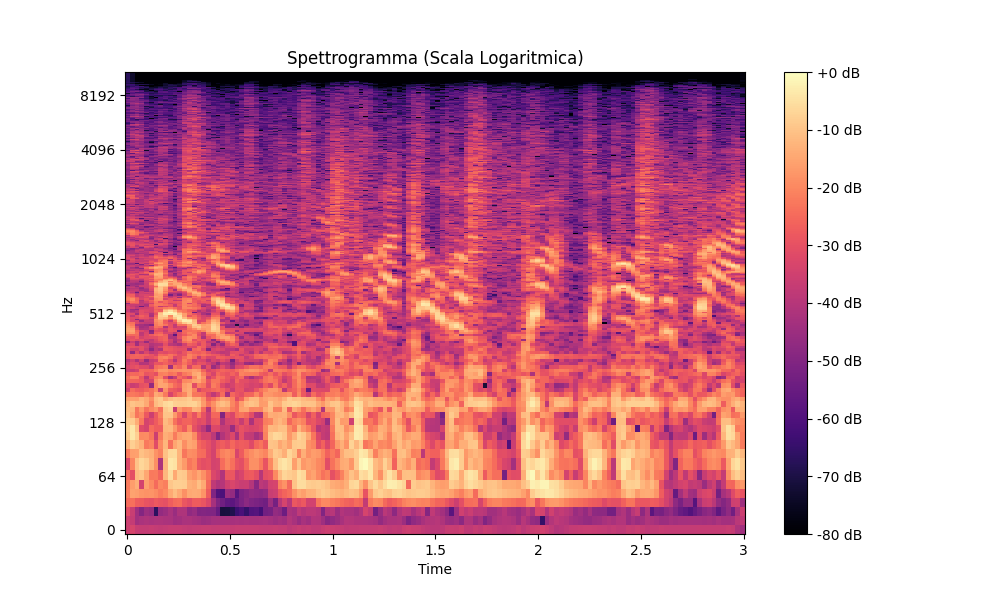 Spettrogramma (Scala Logaritmica)
Hz
8192
4096
2048
1024
512
256
128
64
0
0
0.5
1
1.5
2
2.5
3
Time
+0 dB
-10 dB
-20 dB
-30 dB
-40 dB
-50 dB
-60 dB
-70 dB
-80 dB